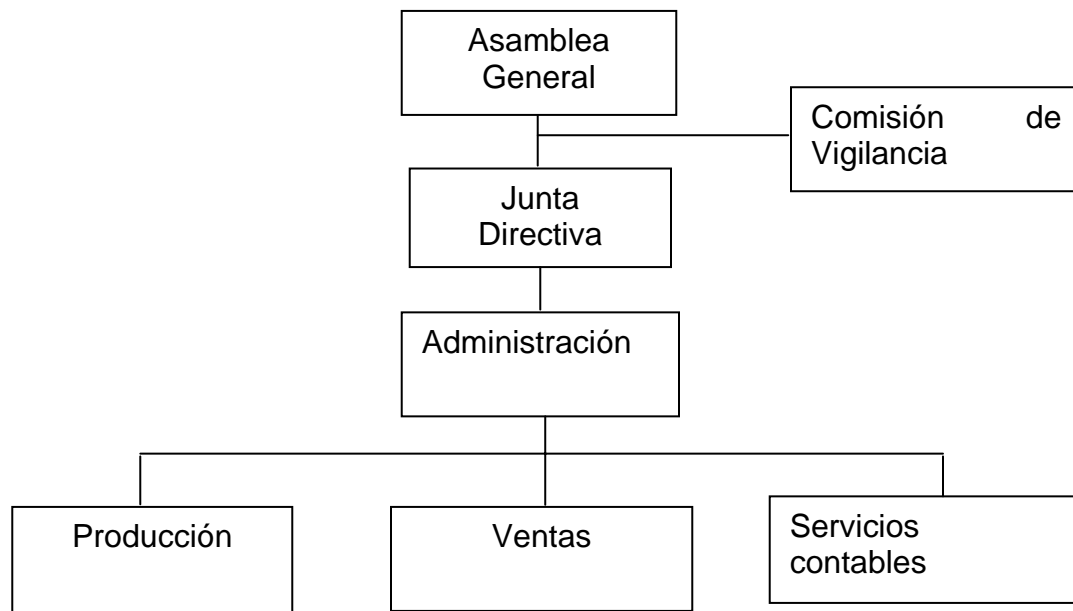 Asamblea
General
Comisión de
Vigilancia
Junta
Directiva
Administración
Producción
Ventas
Servicios
contables